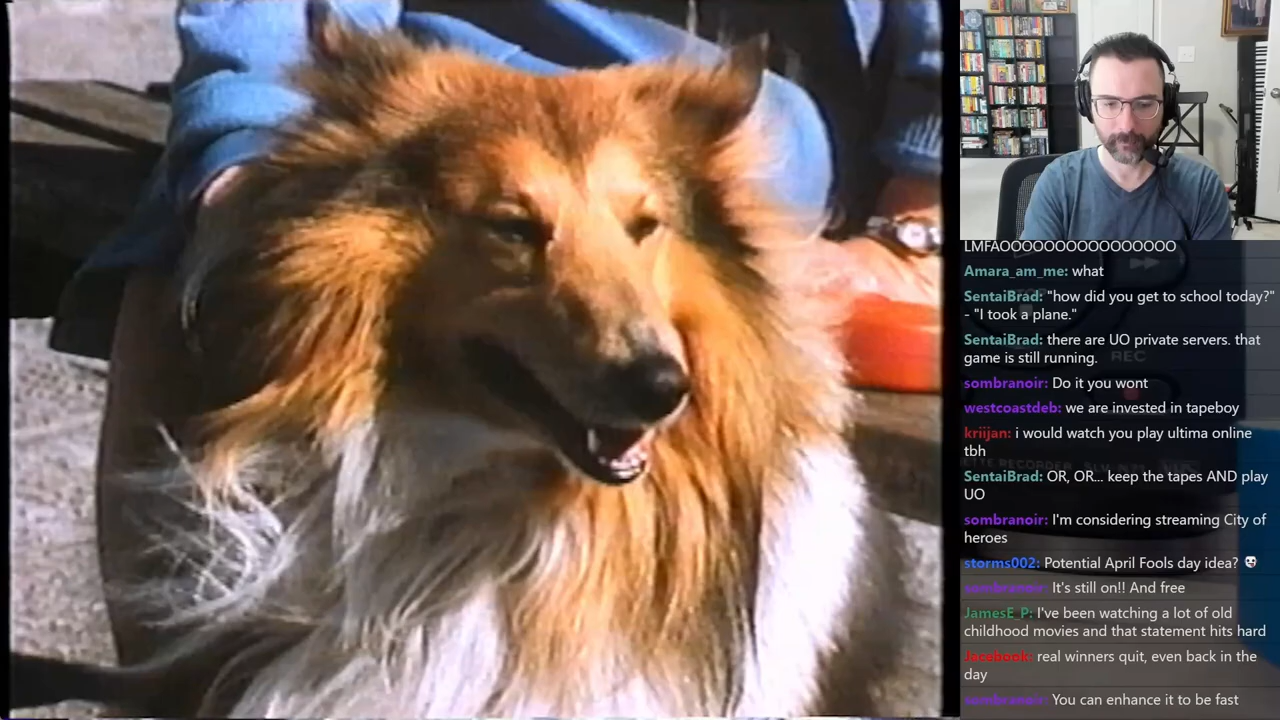 LMFAOOOOOOOOOOOOOOOO
Amara_am_me: what
SentaiBrad: "how did you get to school today?"
- "I took a plane."
SentaiBrad: there are UO private servers. that
game is still running.
sombranoir: Do it you wont
westcoastdeb: we are invested in tapeboy
REC
kriijan: i would watch you play ultima online
tbh
SentaiBrad: OR, OR... keep the tapes AND play
UO
sombranoir: I'm considering streaming City of
heroes
storms002: Potential April Fools day idea?
sombranoir: It's still on!! And free
JamesE_P: I've been watching a lot of old
childhood movies and that statement hits hard
Jacabook: real winners quit, even back in the
day
sombranoir: You can enhance it to be fast